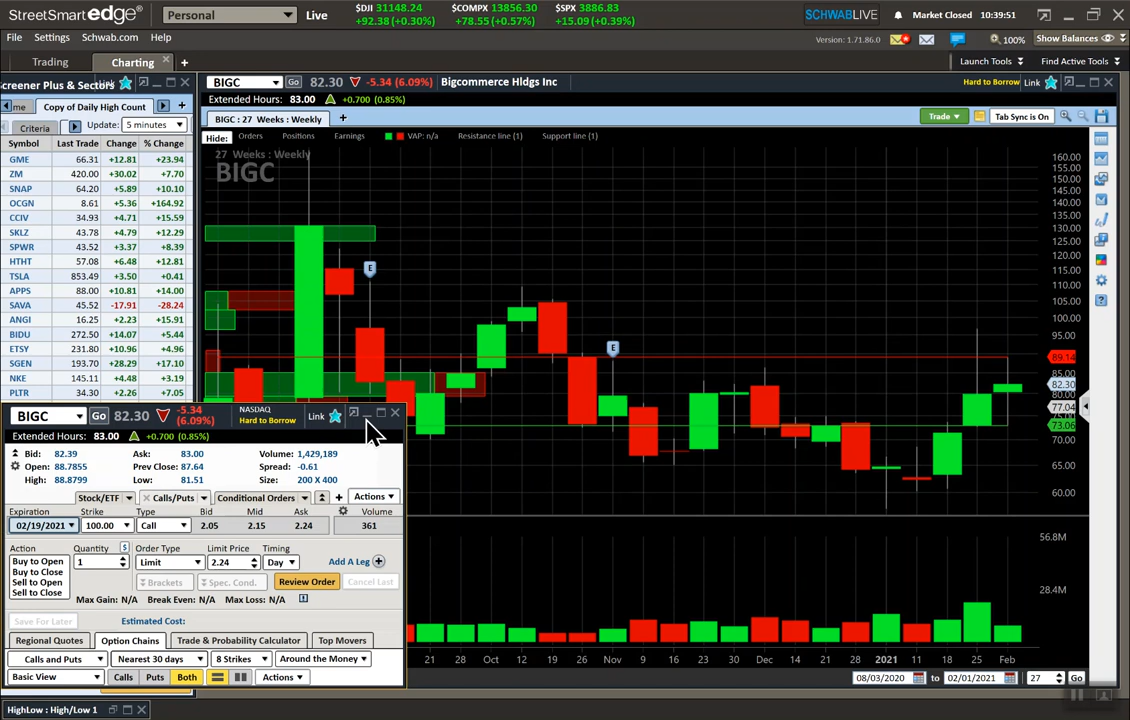 StreetSmart edge Personal Live $DJI 31148.24 $COMPX 13856.30 $SPX 3886.83 SCHWABLIVE Market Closed 10:39:51
+92.38 (+0.30%) +78.55 (+0.57%) +15.09 (+0.39%)
File Settings Schwab.com Help Version: 1.71.86.0 100% Show Balances
Trading Charting + Launch Tools Find Active Tools
creener Plus & Sectors Link BIGC Go 82.30 -5.34 (6.09%) Bigcommerce Hldgs Inc Hard to Borrow Link
Extended Hours: 83.00 +0.700 (0.85%)
me Copy of Daily High Count +
BIGC : 27 Weeks : Weekly + Trade Tab Sync is On
Criteria Update: 5 minutes
Hide: Orders Positions Earnings VAP: n/a Resistance line (1) Support line (1)
Symbol Last Trade Change % Change
27 Weeks : Weekly
BIGC
GME 66.31 +12.81 +23.94
ZM 420.00 +30.02 +7.70
SNAP 64.20 +5.89 +10.10
OCGN 8.61 +5.36 +164.92
CCIV 34.93 +4.71 +15.59
SKLZ 43.78 +4.79 +12.29
SPWR 43.52 +3.37 +8.39
HTHT 57.08 +6.48 +12.81
TSLA 853.49 +3.50 +0.41
APPS 88.00 +10.81 +14.00
SAVA 45.52 -17.91 -28.24
ANGI 16.25 +2.23 +15.91
BIDU 272.50 +14.07 +5.44
ETSY 231.80 +10.96 +4.96
SGEN 193.70 +28.29 +17.10
NKE 145.11 +4.48 +3.19
PLTR 34.30 +2.26 +7.05
E
E
160.00
155.00
150.00
145.00
140.00
135.00
130.00
125.00
120.00
115.00
110.00
105.00
100.00
95.00
89.14
85.00
82.30
77.04
73.06
70.00
65.00
60.00
56.8M
28.4M
BIGC Go 82.30 -5.34 (6.09%) NASDAQ Hard to Borrow Link
Extended Hours: 83.00 +0.700 (0.85%)
Bid: 82.39 Ask: 83.00 Volume: 1,429,189
Open: 88.7855 Prev Close: 87.64 Spread: -0.61
High: 88.8799 Low: 81.51 Size: 200 X 400
Stock/ETF Calls/Puts Conditional Orders + Actions
Expiration Strike Type Bid Mid Ask Volume
02/19/2021 100.00 Call 2.05 2.15 2.24 361
Action Quantity $ Order Type Limit Price Timing
Buy to Open 1 Limit 2.24 Day Add A Leg
Buy to Close
Sell to Open Brackets Spec. Cond. Review Order Cancel Last
Sell to Close
Max Gain: N/A Break Even: N/A Max Loss: N/A
Save For Later Estimated Cost:
Regional Quotes Option Chains Trade & Probability Calculator Top Movers
Calls and Puts Nearest 30 days 8 Strikes Around the Money
Basic View Calls Puts Both Actions
21 28 Oct 12 19 26 Nov 9 16 23 30 Dec 14 21 28 2021 11 18 25 Feb
08/03/2020 to 02/01/2021 27 Go
HighLow : High/Low 1